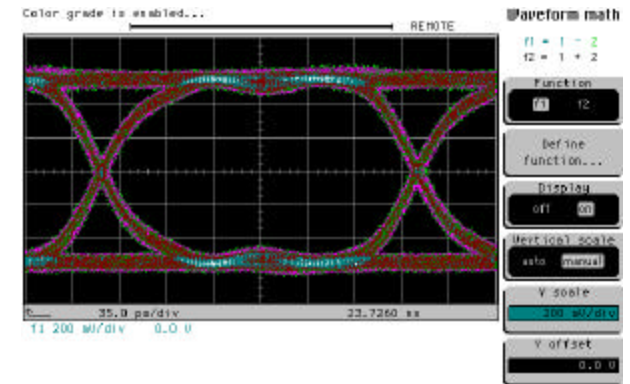 Color grade is enabled...
REMOTE
Waveform math
f1 = 1 - 2
f2 = 1 + 2
Function
f1 f2
Define
function...
Display
off on
Vertical scale
auto manual
Y scale
200 mV/div
Y offset
0.0 V
35.0 ps/div
23.7260 ns
f1 200 mV/div 0.0 V